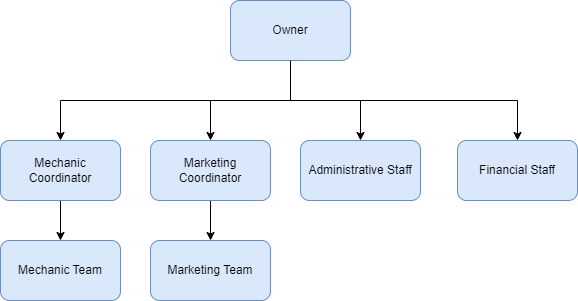 Owner
Mechanic
Coordinator
Marketing
Coordinator
Administrative Staff
Financial Staff
Mechanic Team
Marketing Team